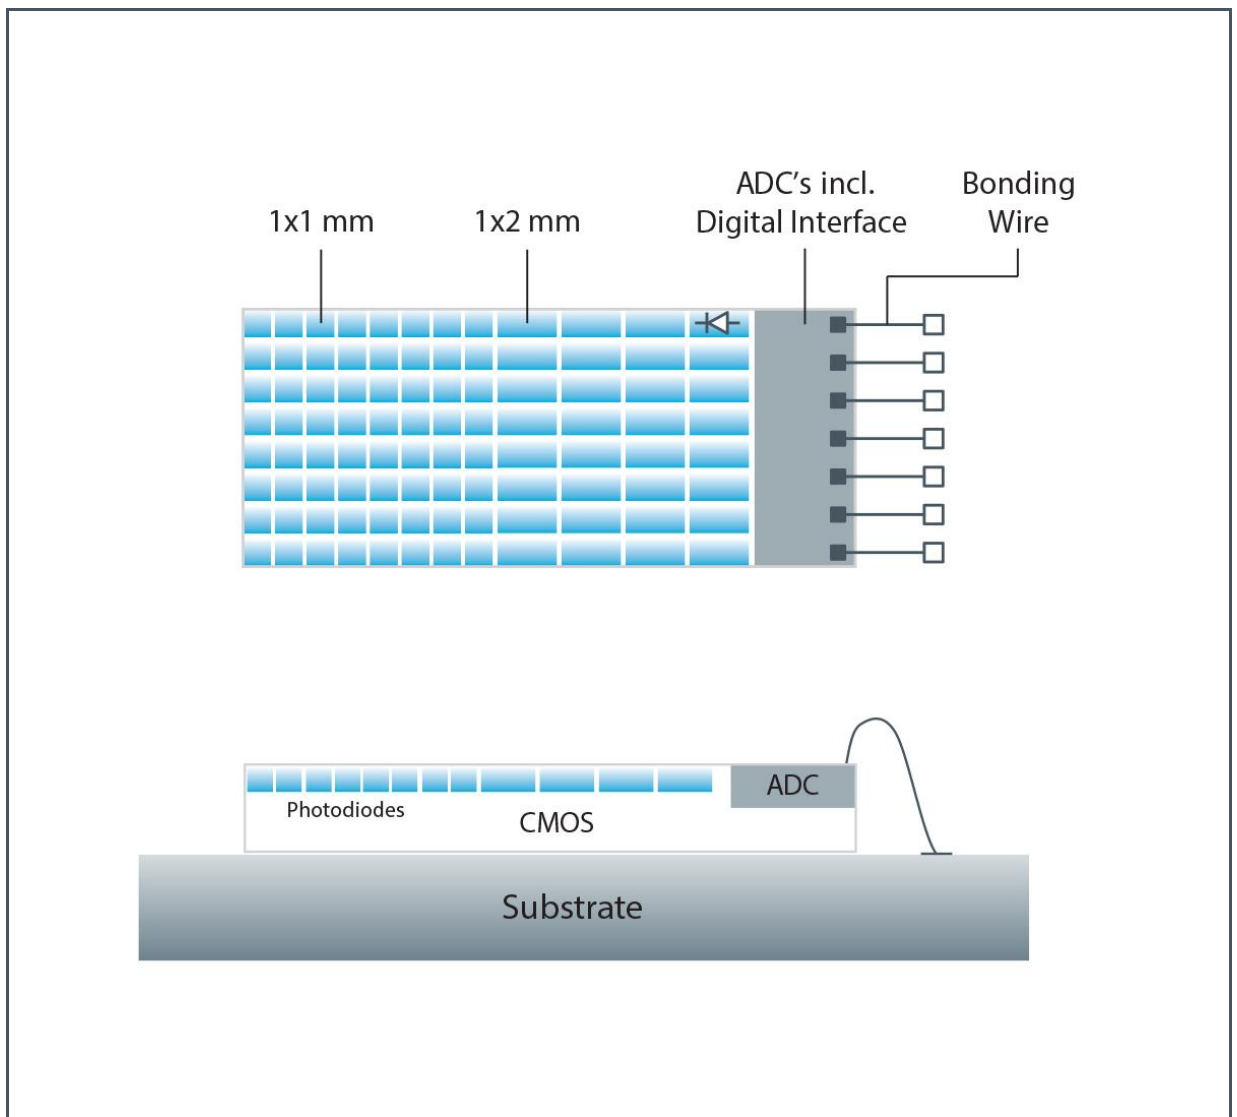 1x1 mm
1x2 mm
ADC's incl.
Digital Interface
Bonding
Wire
Photodiodes
CMOS
ADC
Substrate